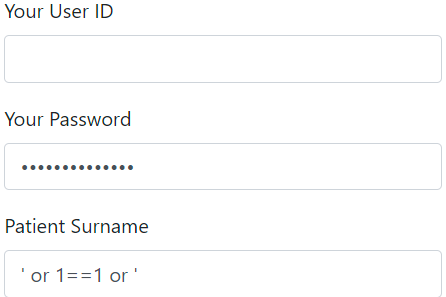 Your User ID
Your Password
••••••••••••••
Patient Surname
' or 1==1 or '